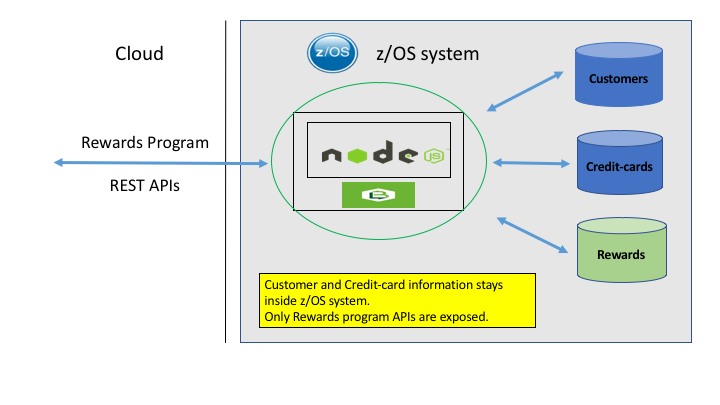 Cloud
z/OS
z/OS system
Customers
Rewards Program
node
JS
Credit-cards
REST APIs
Rewards
Customer and Credit-card information stays
inside z/OS system.
Only Rewards program APIs are exposed.